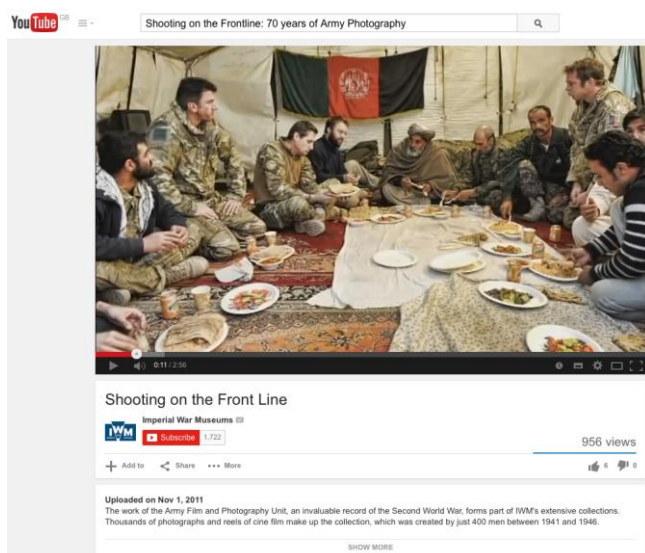 YouTube GB
Shooting on the Frontline: 70 years of Army Photography
0:11 / 2:56
Shooting on the Front Line
IWM
Imperial War Museums
Subscribe 1,722
956 views
Add to Share More
6 0
Uploaded on Nov 1, 2011
The work of the Army Film and Photography Unit, an invaluable record of the Second World War, forms part of IWM's extensive collections.
Thousands of photographs and reels of cine film make up the collection, which was created by just 400 men between 1941 and 1946.
SHOW MORE